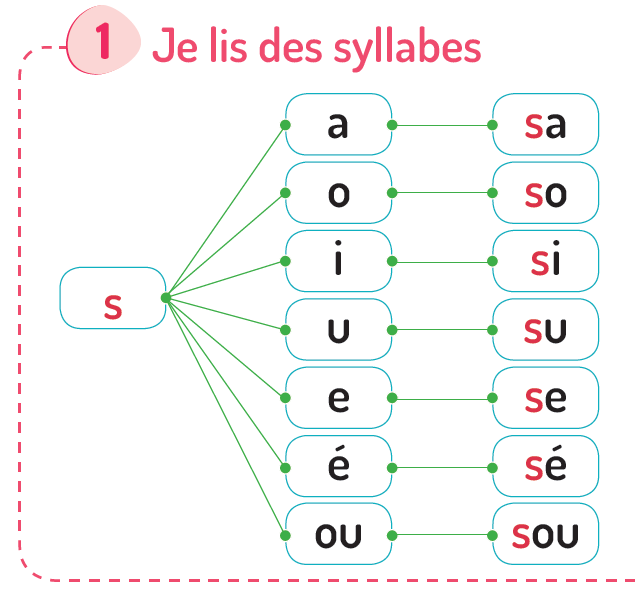 1 Je lis des syllabes
a sa
o so
i si
s
u su
e se
é sé
ou sou